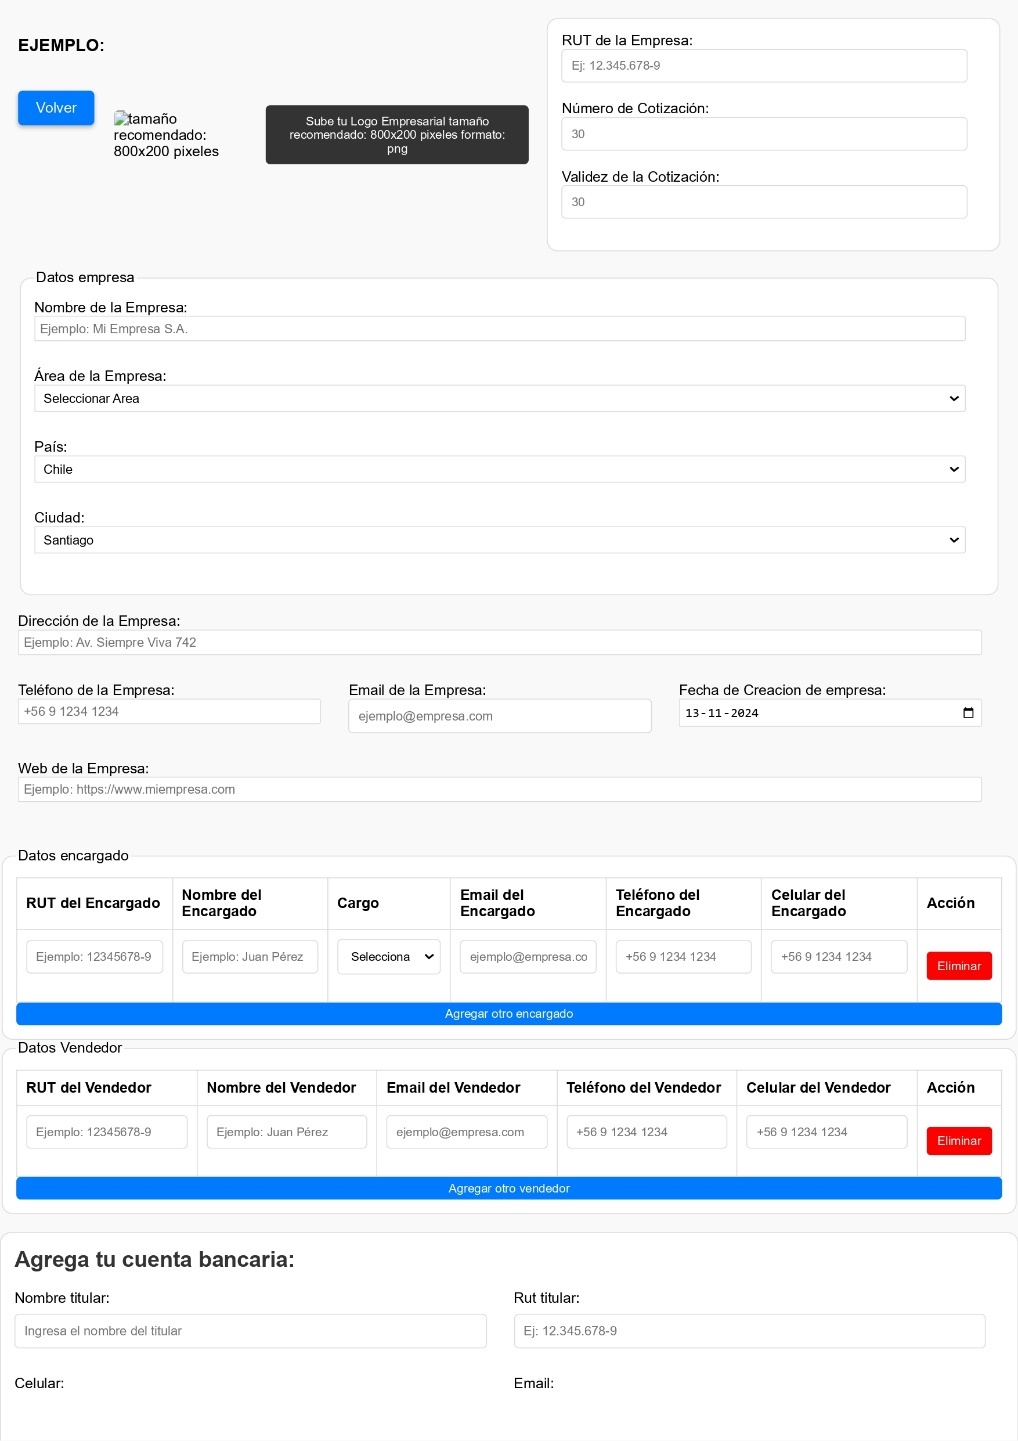 EJEMPLO:
Volver
tamaño
recomendado:
800x200 pixeles
Sube tu Logo Empresarial tamaño
recomendado: 800x200 pixeles formato:
png
RUT de la Empresa:
Ej: 12.345.678-9
Número de Cotización:
30
Validez de la Cotización:
30
Datos empresa
Nombre de la Empresa:
Ejemplo: Mi Empresa S.A.
Área de la Empresa:
Seleccionar Area
País:
Chile
Ciudad:
Santiago
Dirección de la Empresa:
Ejemplo: Av. Siempre Viva 742
Teléfono de la Empresa:
+56 9 1234 1234
Email de la Empresa:
ejemplo@empresa.com
Fecha de Creacion de empresa:
13-11-2024
Web de la Empresa:
Ejemplo: https://www.miempresa.com
Datos encargado
RUT del Encargado
Nombre del
Encargado
Cargo
Email del
Encargado
Teléfono del
Encargado
Celular del
Encargado
Acción
Ejemplo: 12345678-9
Ejemplo: Juan Pérez
Selecciona
ejemplo@empresa.co
+56 9 1234 1234
+56 9 1234 1234
Eliminar
Agregar otro encargado
Datos Vendedor
RUT del Vendedor
Nombre del Vendedor
Email del Vendedor
Teléfono del Vendedor
Celular del Vendedor
Acción
Ejemplo: 12345678-9
Ejemplo: Juan Pérez
ejemplo@empresa.com
+56 9 1234 1234
+56 9 1234 1234
Eliminar
Agregar otro vendedor
Agrega tu cuenta bancaria:
Nombre titular:
Ingresa el nombre del titular
Rut titular:
Ej: 12.345.678-9
Celular:
Email: